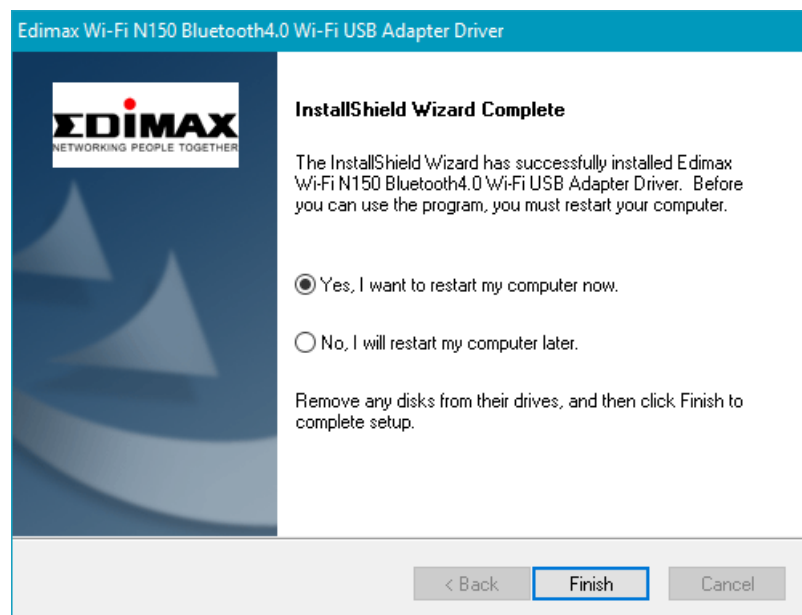 Edimax Wi-Fi N150 Bluetooth4.0 Wi-Fi USB Adapter Driver
EDIMAX
NETWORKING PEOPLE TOGETHER
InstallShield Wizard Complete
The InstallShield Wizard has successfully installed Edimax
Wi-Fi N150 Bluetooth4.0 Wi-Fi USB Adapter Driver. Before
you can use the program, you must restart your computer.
Yes, I want to restart my computer now.
No, I will restart my computer later.
Remove any disks from their drives, and then click Finish to
complete setup.
< Back
Finish
Cancel